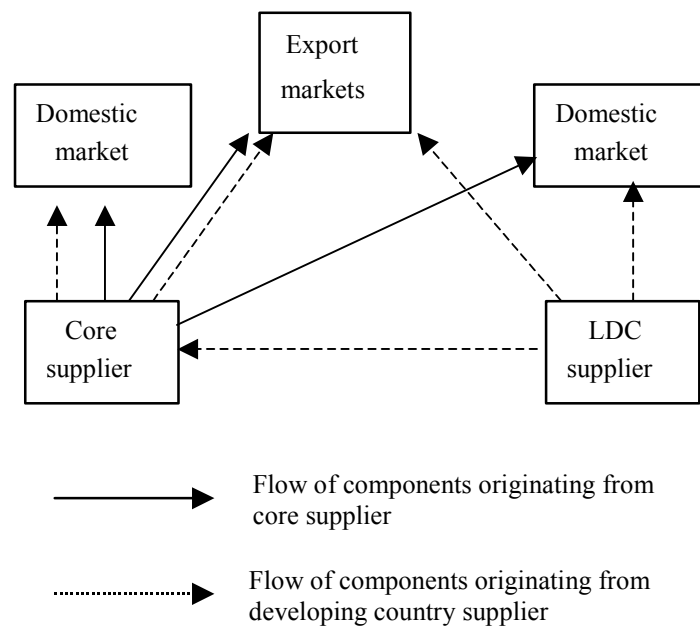 Export
markets
Domestic
market
Domestic
market
Core
supplier
LDC
supplier
Flow of components originating from
core supplier
Flow of components originating from
developing country supplier